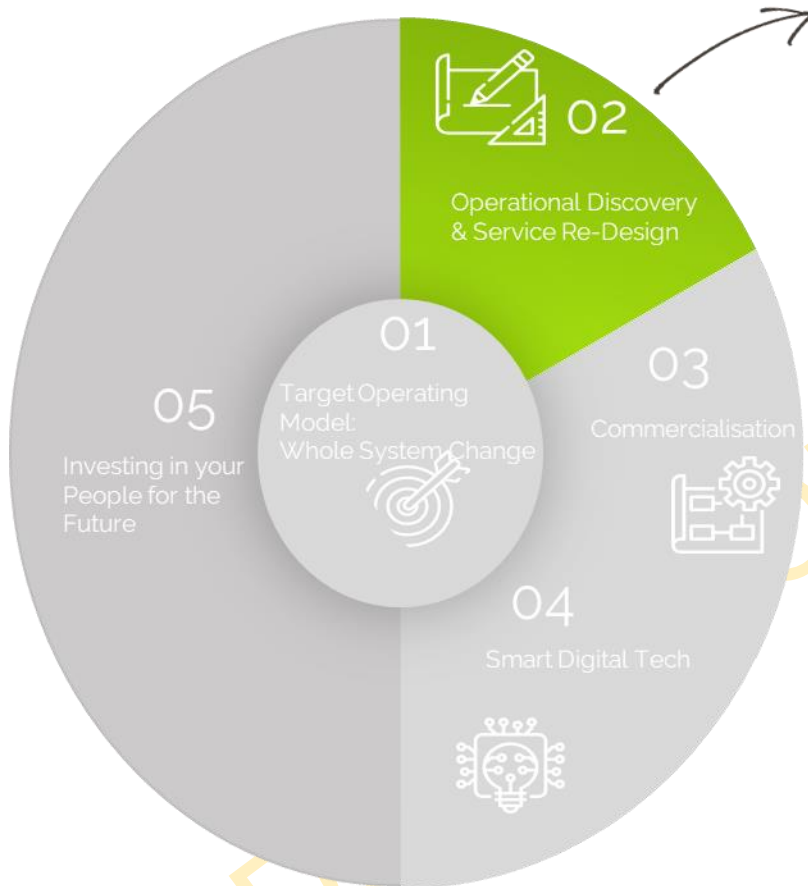 01
Target Operating
Model:
Whole System Change
02
Operational Discovery
& Service Re-Design
03
Commercialisation
04
Smart Digital Tech
05
Investing in your
People for the
Future